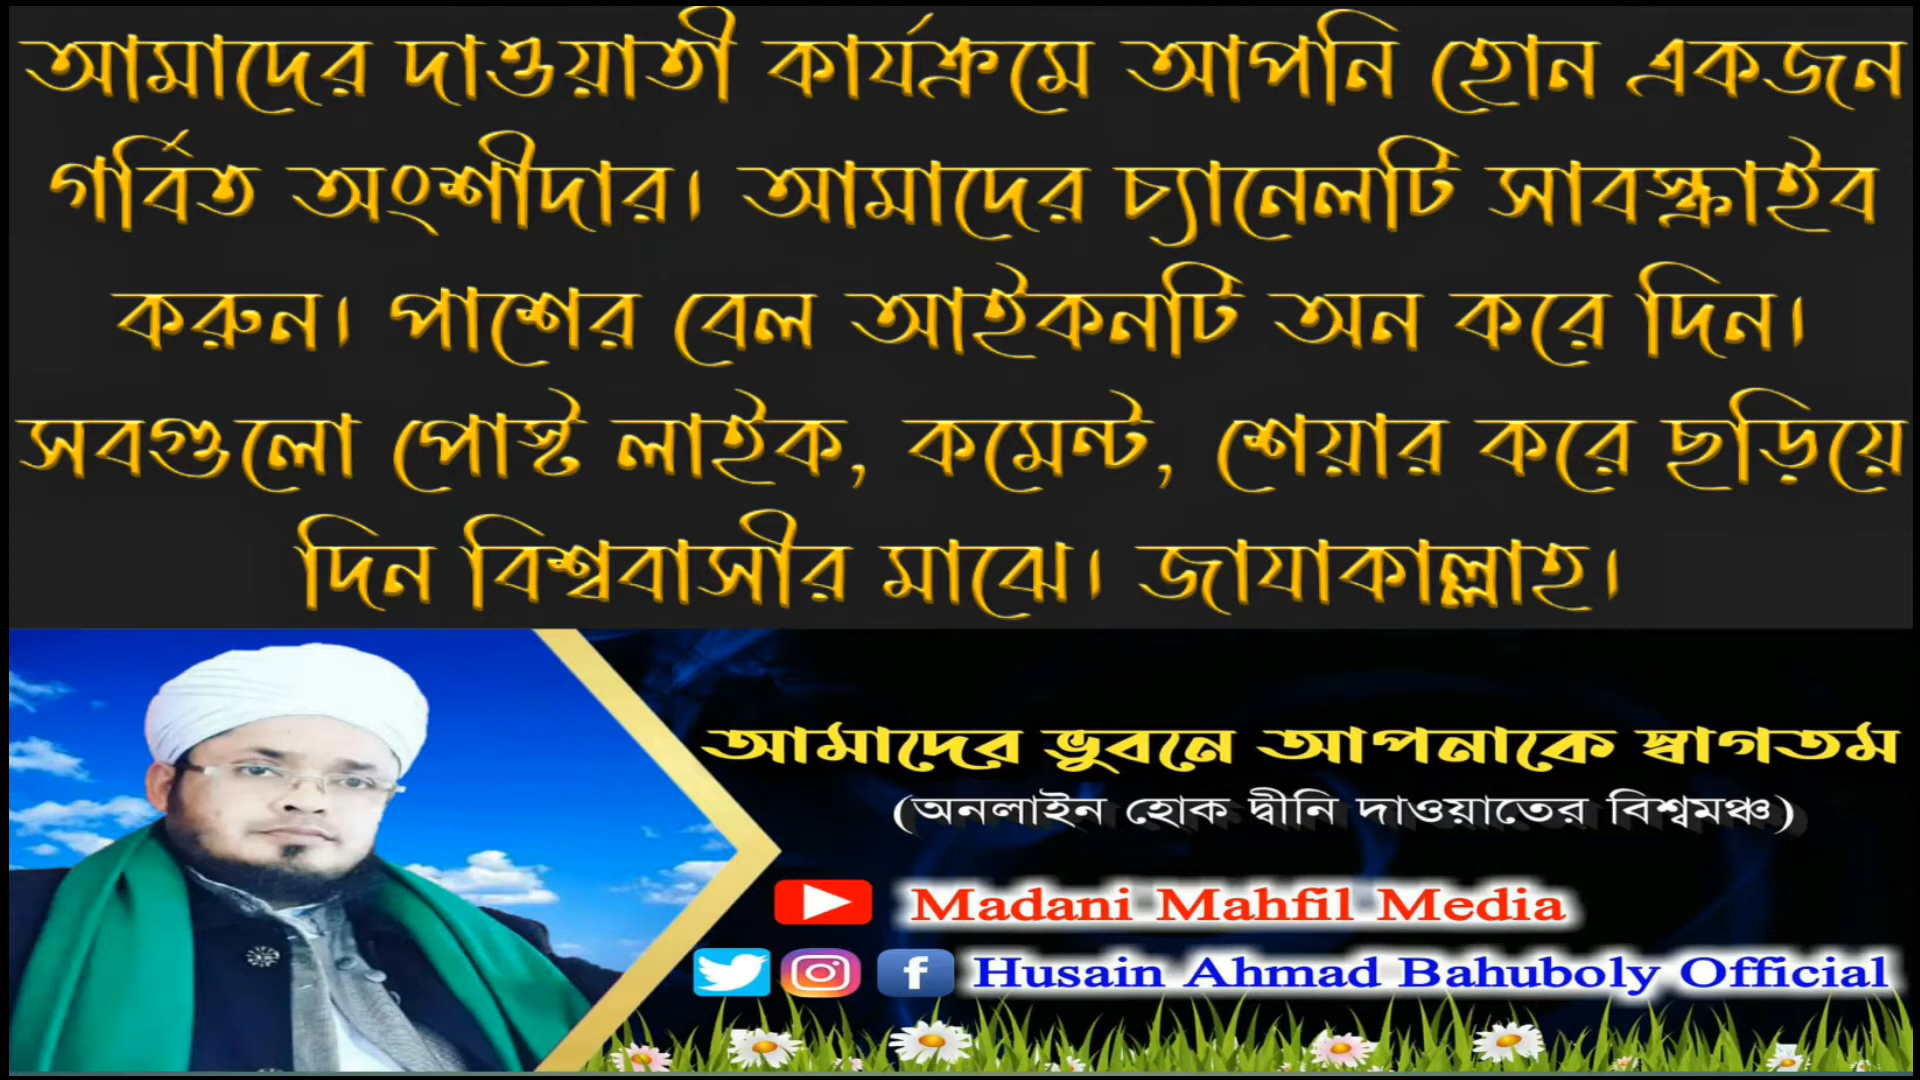 আমাদের দাওয়াতী কার্যক্রমে আপনি হোন একজন
গর্বিত অংশীদার। আমাদের চ্যানেলটি সাবস্ক্রাইব
করুন। পাশের বেল আইকনটি অন করে দিন।
সবগুলো পোস্ট লাইক, কমেন্ট, শেয়ার করে ছড়িয়ে
দিন বিশ্ববাসীর মাঝে। জাযাকাল্লাহ।
আমাদের ভুবনে আপনাকে স্বাগতম
(অনলাইন হোক দ্বীনি দাওয়াতের বিশ্বমঞ্চ)
Madani Mahfil Media
Husain Ahmad Bahuboly Official